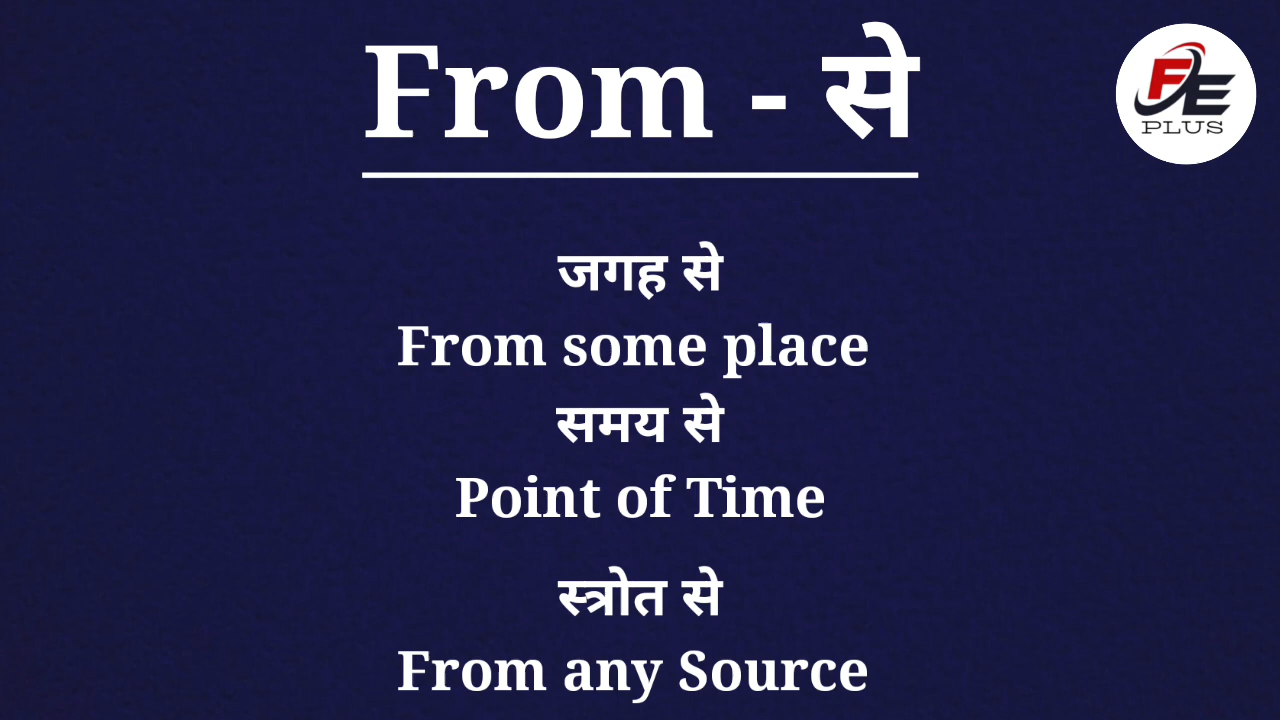 From - से
FE
PLUS
जगह से
From some place
समय से
Point of Time
स्त्रोत से
From any Source